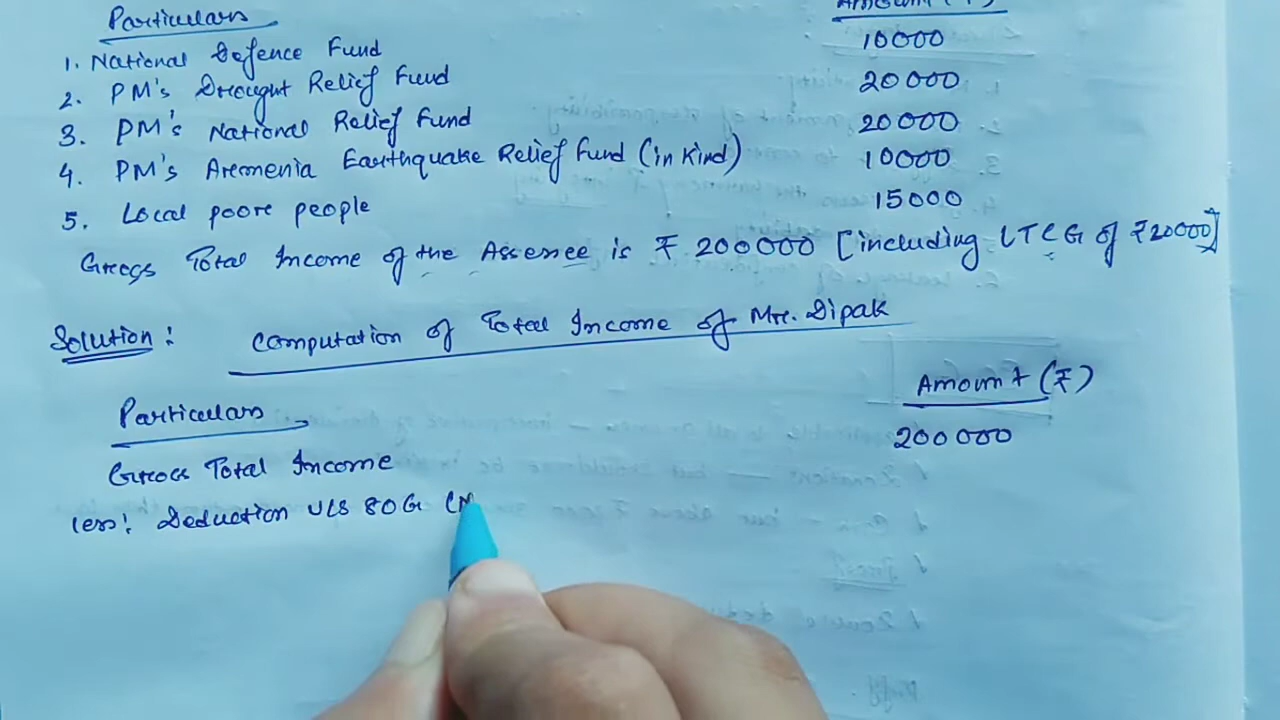 Particulars Amount (₹)
1. National Defence Fund 10000
2. PM's Drought Relief Fund 20000
3. PM's National Relief Fund 20000
4. PM's Aremenia Earthquake Relief Fund (in kind) 10000
5. Local poore people 15000
Gross Total Income of the Assessee is ₹ 200000 [including LTCG of ₹20000]
Solution: Computation of Total Income of Mr. Dipak
Particulars Amount (₹)
Gross Total Income 200000
Less: Deduction U/S 80G (N